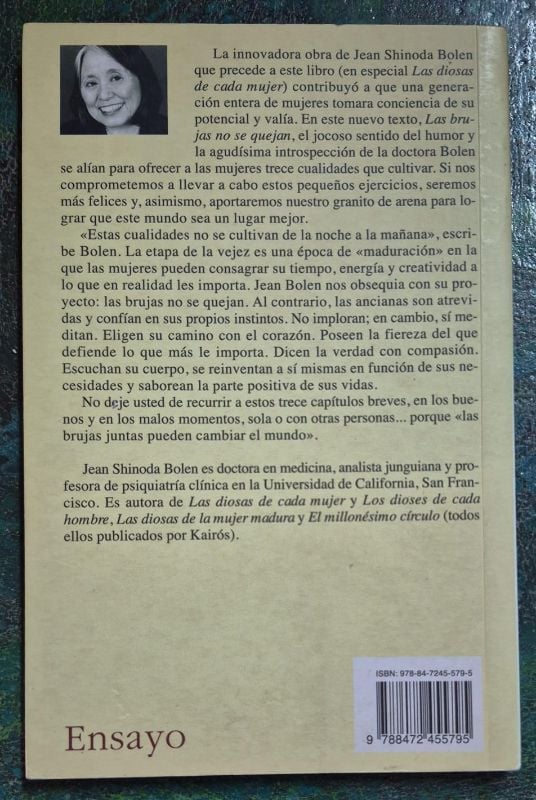 La innovadora obra de Jean Shinoda Bolen
que precede a este libro (en especial Las diosas
de cada mujer) contribuyó a que una genera-
ción entera de mujeres tomara conciencia de su
potencial y valía. En este nuevo texto, Las bru-
jas no se quejan, el jocoso sentido del humor y
la agudísima introspección de la doctora Bolen
se alían para ofrecer a las mujeres trece cualidades que cultivar. Si nos
comprometemos a llevar a cabo estos pequeños ejercicios, seremos
más felices y, asimismo, aportaremos nuestro granito de arena para lo-
grar que este mundo sea un lugar mejor.
«Estas cualidades no se cultivan de la noche a la mañana», escri-
be Bolen. La etapa de la vejez es una época de «maduración» en la
que las mujeres pueden consagrar su tiempo, energía y creatividad a
lo que en realidad les importa. Jean Bolen nos obsequia con su pro-
yecto: las brujas no se quejan. Al contrario, las ancianas son atrevi-
das y confían en sus propios instintos. No imploran; en cambio, sí me-
ditan. Eligen su camino con el corazón. Poseen la fiereza del que
defiende lo que más le importa. Dicen la verdad con compasión.
Escuchan su cuerpo, se reinventan a sí mismas en función de sus ne-
cesidades y saborean la parte positiva de sus vidas.
No deje usted de recurrir a estos trece capítulos breves, en los bue-
nos y en los malos momentos, sola o con otras personas... porque «las
brujas juntas pueden cambiar el mundo».
Jean Shinoda Bolen es doctora en medicina, analista junguiana y pro-
fesora de psiquiatría clínica en la Universidad de California, San Fran-
cisco. Es autora de Las diosas de cada mujer y Los dioses de cada
hombre, Las diosas de la mujer madura y El millonésimo círculo (todos
ellos publicados por Kairós).
ISBN: 978-84-7245-579-5
9 788472 455795
Ensayo